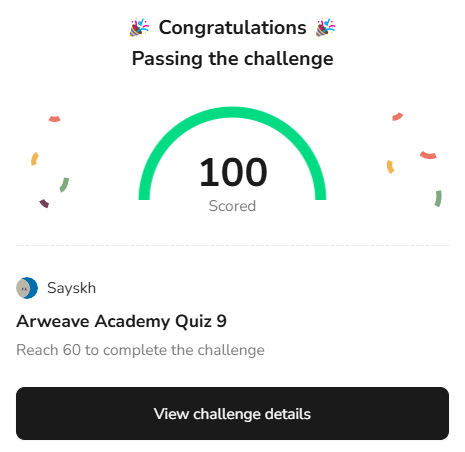 🎉 Congratulations 🎉
Passing the challenge
100
Scored
Sayskh
Arweave Academy Quiz 9
Reach 60 to complete the challenge
View challenge details